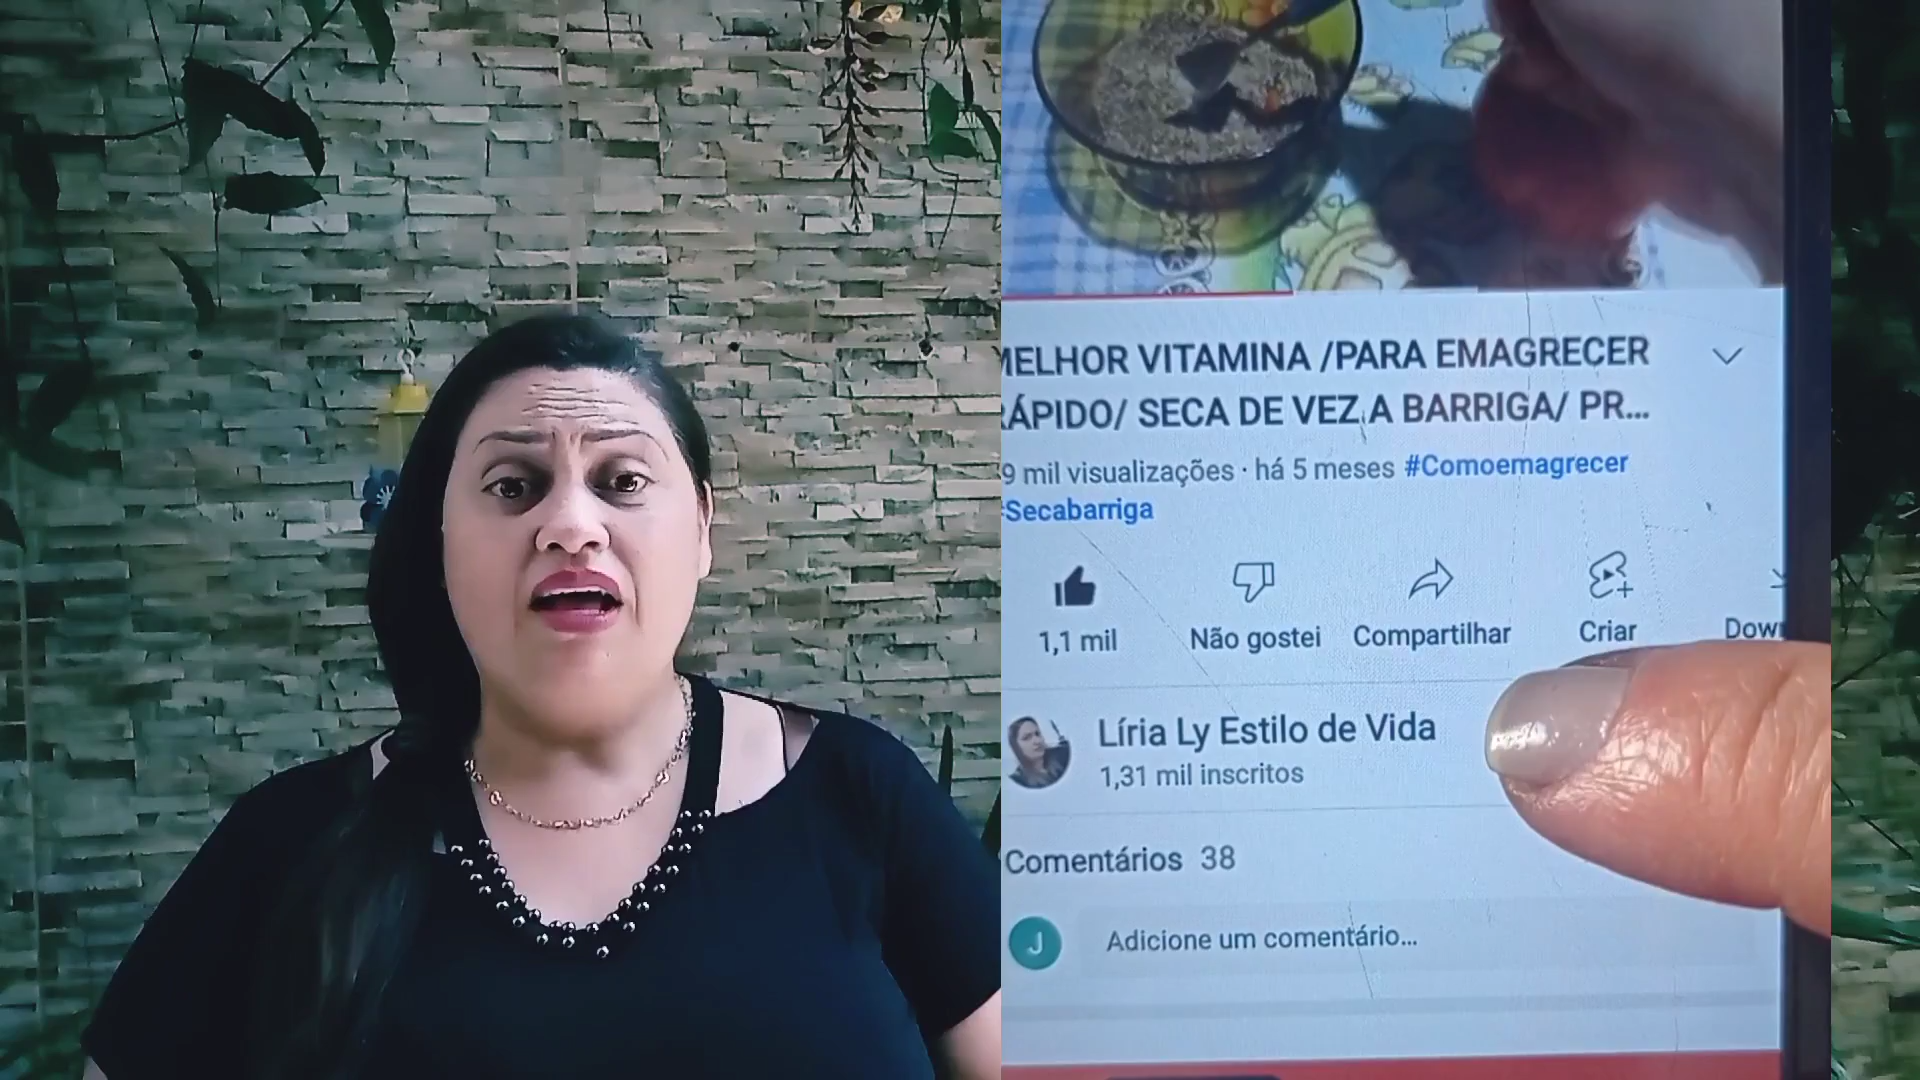 MELHOR VITAMINA /PARA EMAGRECER
RÁPIDO/ SECA DE VEZ A BARRIGA/ PR...
9 mil visualizações · há 5 meses #Comoemagrecer
#Secabarriga
1,1 mil
Não gostei
Compartilhar
Criar
Down
Líria Ly Estilo de Vida
1,31 mil inscritos
Comentários 38
J
Adicione um comentário...